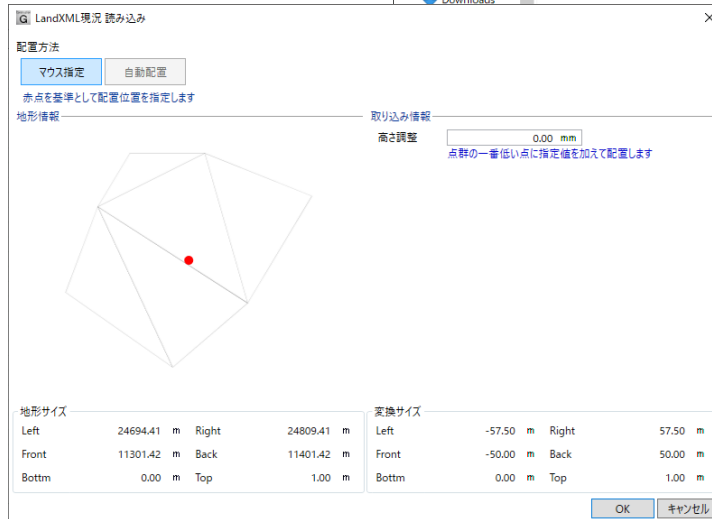 Downloads
G LandXML現況 読み込み
配置方法
マウス指定 自動配置
赤点を基準として配置位置を指定します
地形情報
取り込み情報
高さ調整 0.00 mm
点群の一番低い点に指定値を加えて配置します
地形サイズ
Left 24694.41 m Right 24809.41 m
Front 11301.42 m Back 11401.42 m
Bottm 0.00 m Top 1.00 m
変換サイズ
Left -57.50 m Right 57.50 m
Front -50.00 m Back 50.00 m
Bottm 0.00 m Top 1.00 m
OK キャンセル